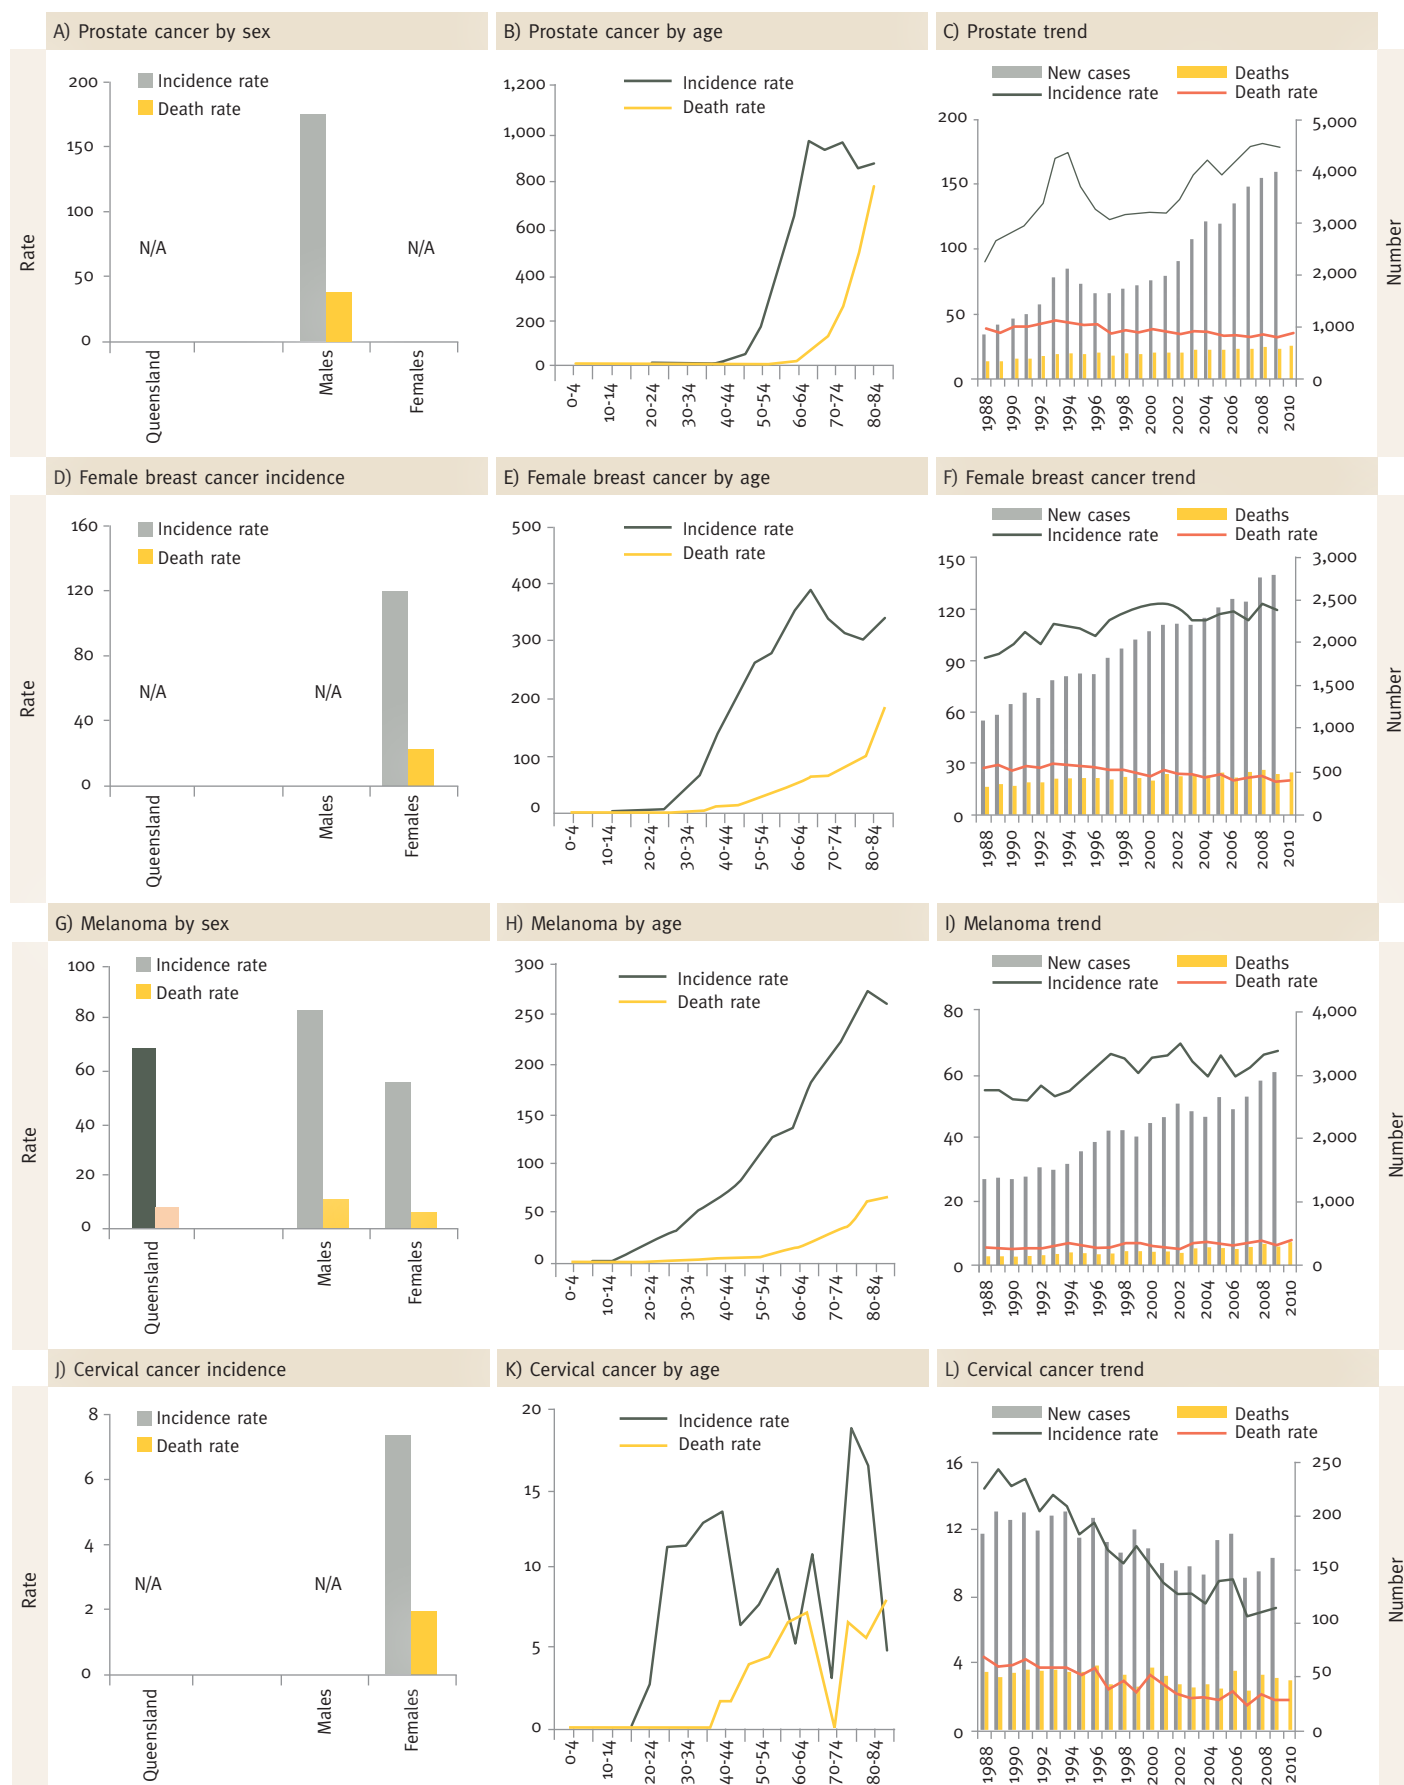 A) Prostate cancer by sex
Rate
200
150
100
50
0
Incidence rate
Death rate
N/A
N/A
Queensland
Males
Females
B) Prostate cancer by age
1,200
1,000
800
600
400
200
0
Incidence rate
Death rate
0-4
10-14
20-24
30-34
40-44
50-54
60-64
70-74
80-84
C) Prostate trend
New cases
Deaths
Incidence rate
Death rate
200
150
100
50
0
5,000
4,000
3,000
2,000
1,000
0
Number
1988
1990
1992
1994
1996
1998
2000
2002
2004
2006
2008
2010
D) Female breast cancer incidence
Rate
160
120
80
40
0
Incidence rate
Death rate
N/A
N/A
Queensland
Males
Females
E) Female breast cancer by age
500
400
300
200
100
0
Incidence rate
Death rate
0-4
10-14
20-24
30-34
40-44
50-54
60-64
70-74
80-84
F) Female breast cancer trend
New cases
Deaths
Incidence rate
Death rate
150
120
90
60
30
0
3,000
2,500
2,000
1,500
1,000
500
0
Number
1988
1990
1992
1994
1996
1998
2000
2002
2004
2006
2008
2010
G) Melanoma by sex
Rate
100
80
60
40
20
0
Incidence rate
Death rate
Queensland
Males
Females
H) Melanoma by age
300
250
200
150
100
50
0
Incidence rate
Death rate
0-4
10-14
20-24
30-34
40-44
50-54
60-64
70-74
80-84
I) Melanoma trend
New cases
Deaths
Incidence rate
Death rate
80
60
40
20
0
4,000
3,000
2,000
1,000
0
Number
1988
1990
1992
1994
1996
1998
2000
2002
2004
2006
2008
2010
J) Cervical cancer incidence
Rate
8
6
4
2
0
Incidence rate
Death rate
N/A
N/A
Queensland
Males
Females
K) Cervical cancer by age
20
15
10
5
0
Incidence rate
Death rate
0-4
10-14
20-24
30-34
40-44
50-54
60-64
70-74
80-84
L) Cervical cancer trend
New cases
Deaths
Incidence rate
Death rate
16
12
8
4
0
250
200
150
100
50
0
Number
1988
1990
1992
1994
1996
1998
2000
2002
2004
2006
2008
2010